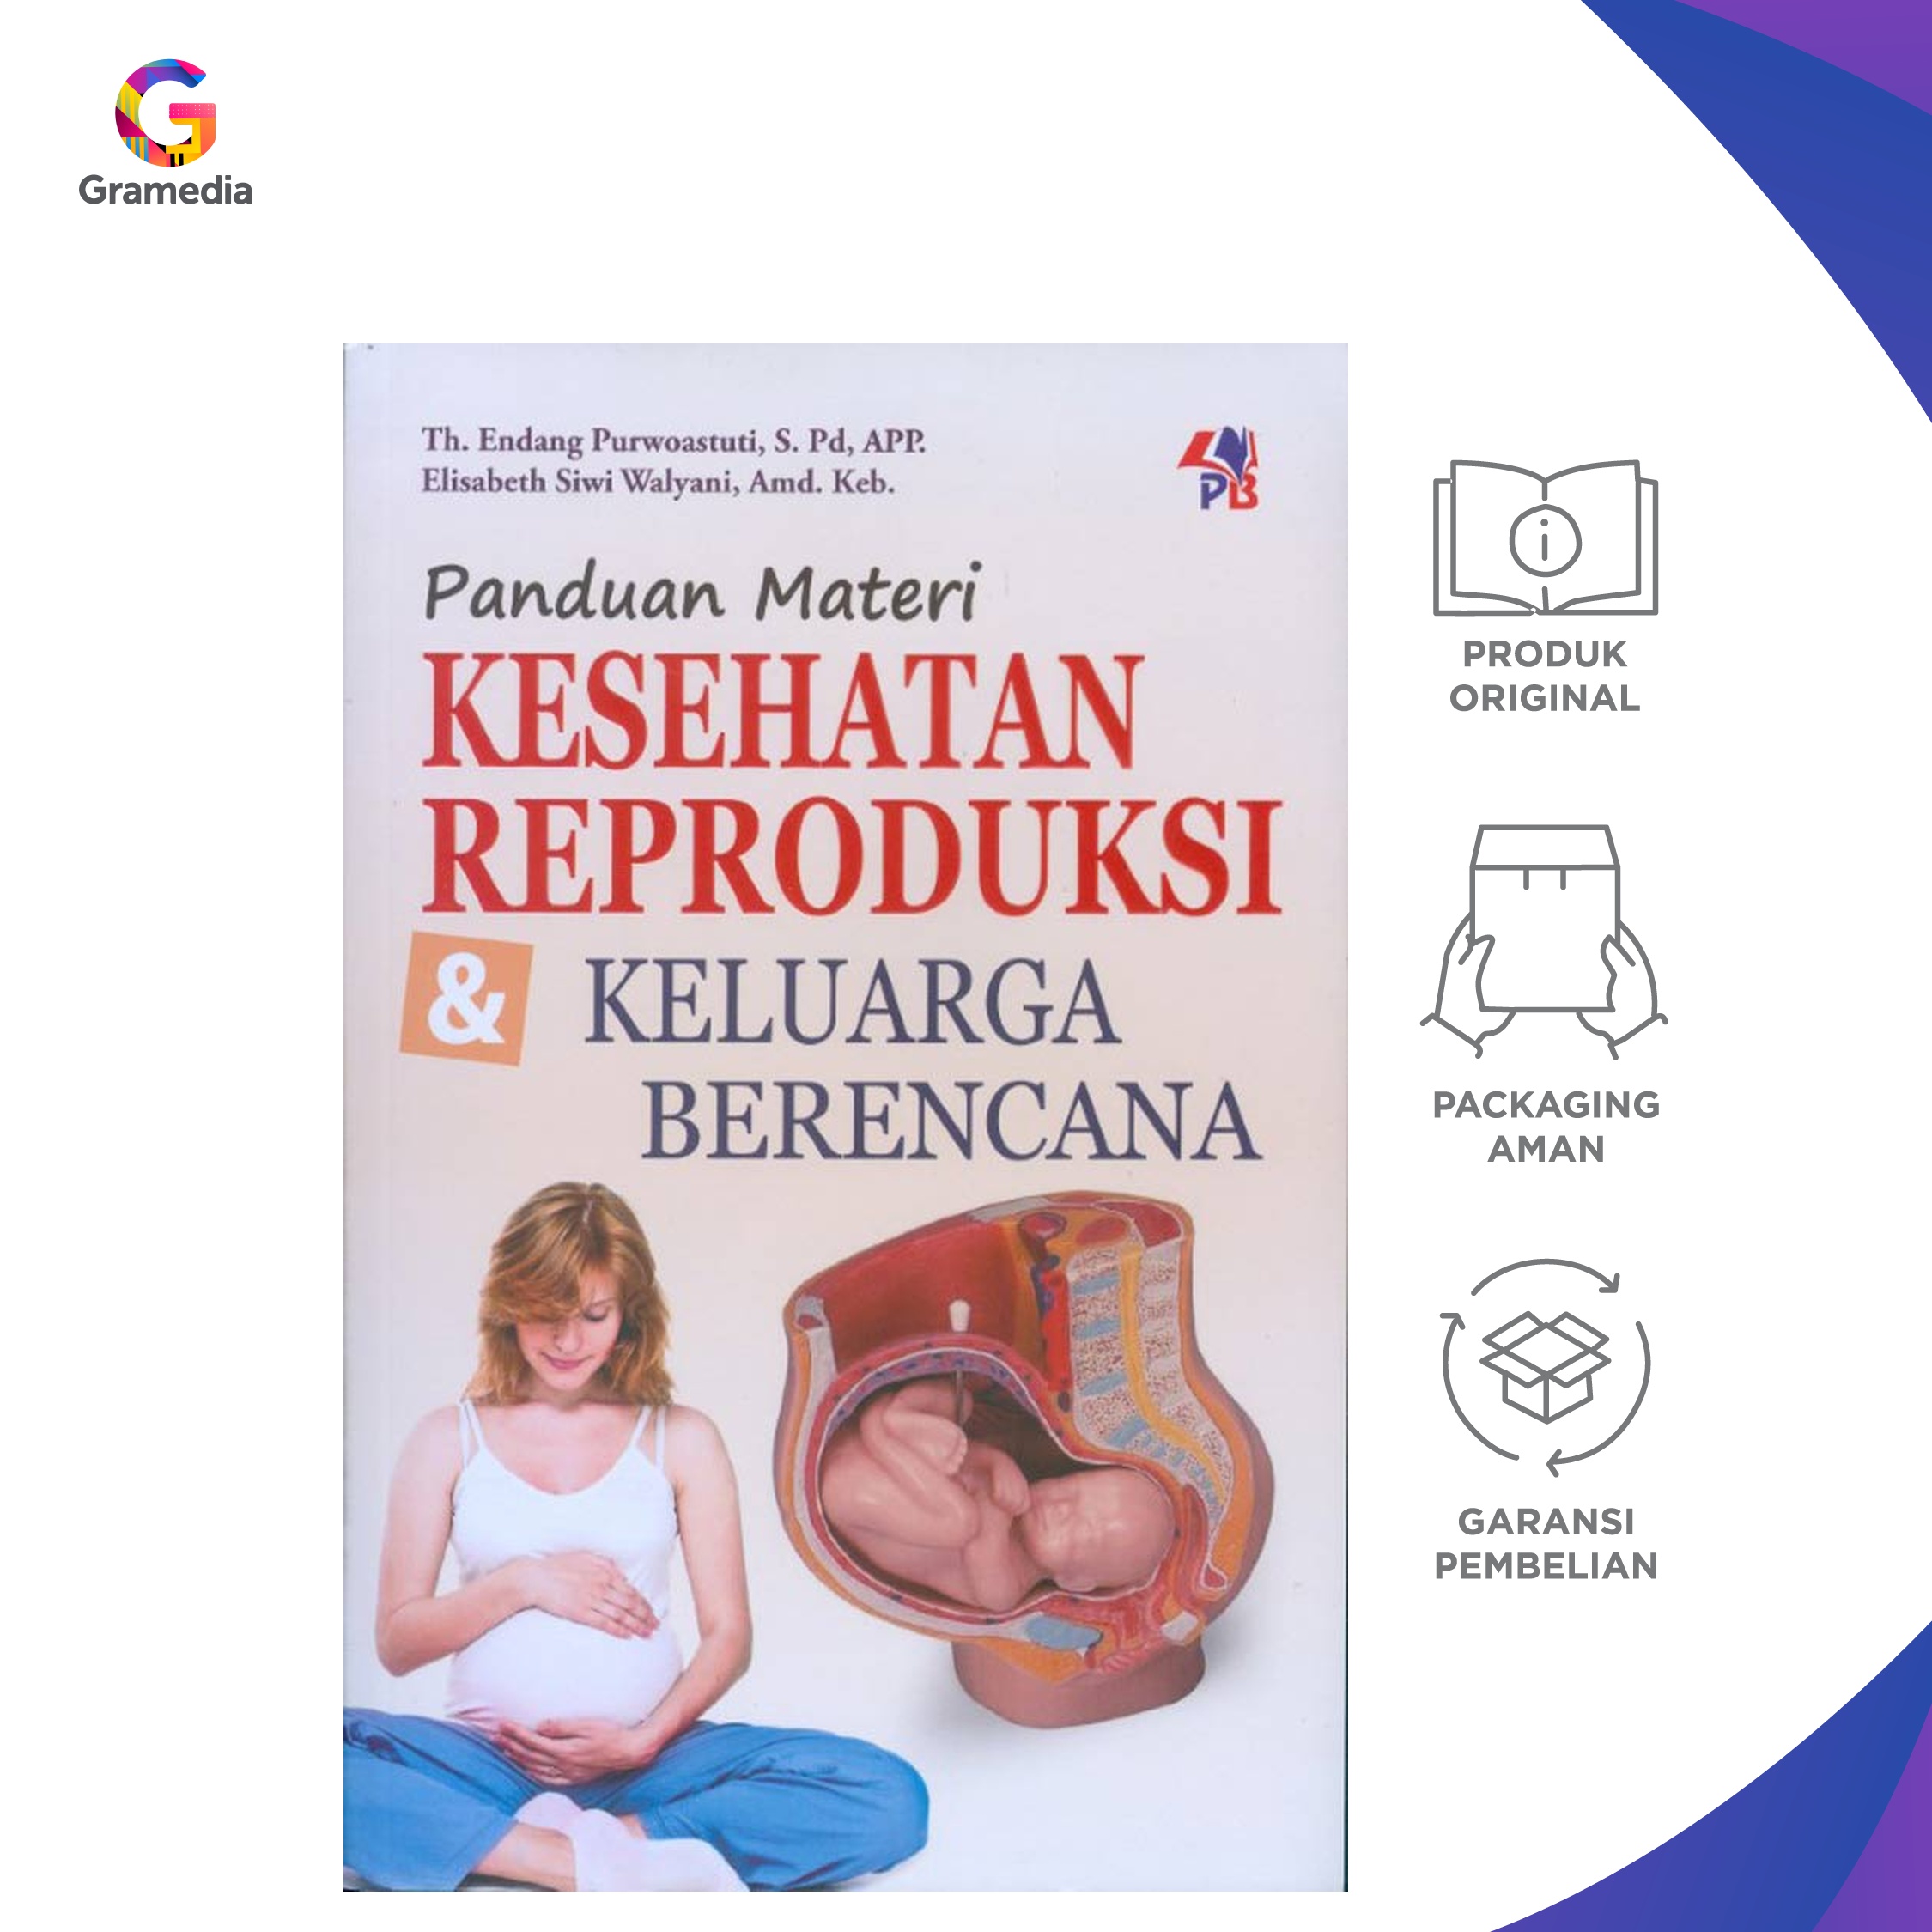 Gramedia
Th. Endang Purwoastuti, S. Pd, APP.
Elisabeth Siwi Walyani, Amd. Keb.
PB
Panduan Materi
KESEHATAN
REPRODUKSI
& KELUARGA
BERENCANA
PRODUK
ORIGINAL
PACKAGING
AMAN
GARANSI
PEMBELIAN